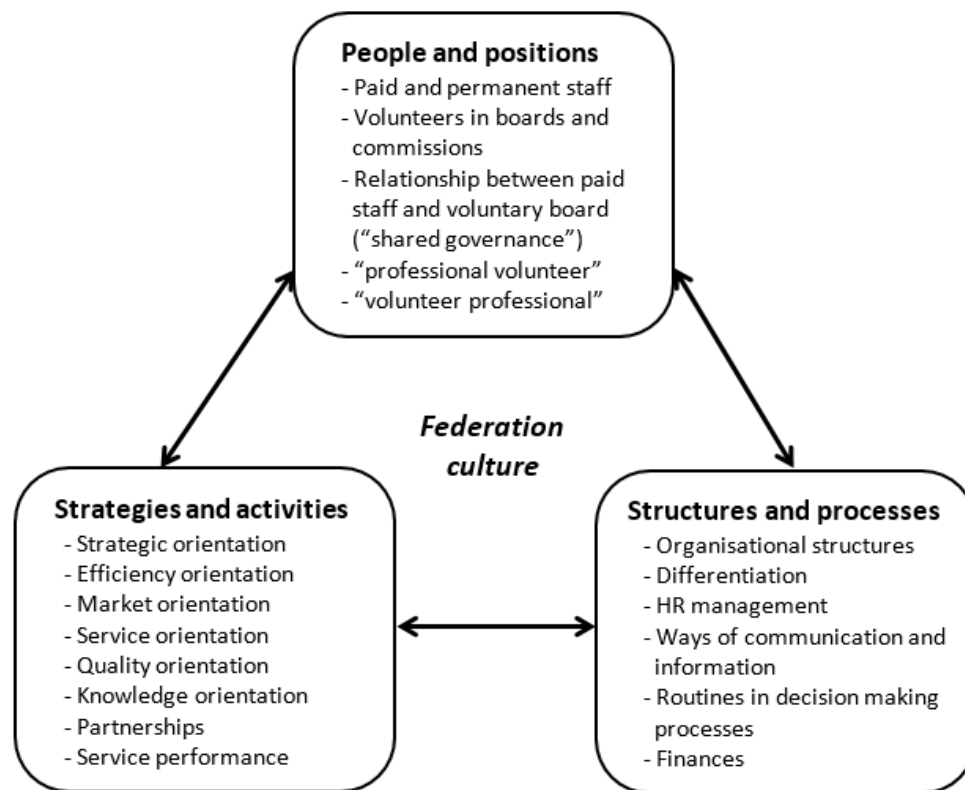 People and positions
- Paid and permanent staff
- Volunteers in boards and
commissions
- Relationship between paid
staff and voluntary board
(“shared governance”)
- “professional volunteer”
- “volunteer professional”
Federation
culture
Strategies and activities
- Strategic orientation
- Efficiency orientation
- Market orientation
- Service orientation
- Quality orientation
- Knowledge orientation
- Partnerships
- Service performance
Structures and processes
- Organisational structures
- Differentiation
- HR management
- Ways of communication and
information
- Routines in decision making
processes
- Finances